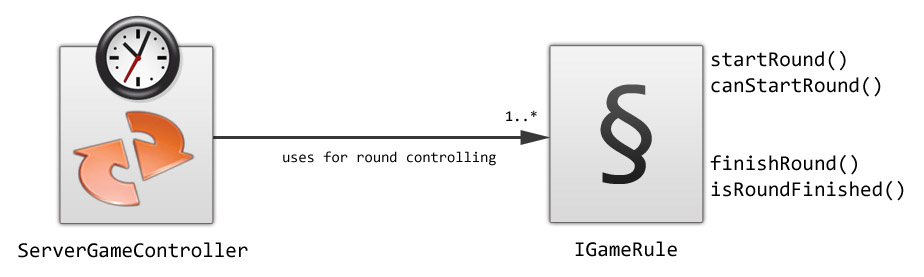 startRound()
canStartRound()
1..*
§
uses for round controlling
finishRound()
isRoundFinished()
ServerGameController
IGameRule